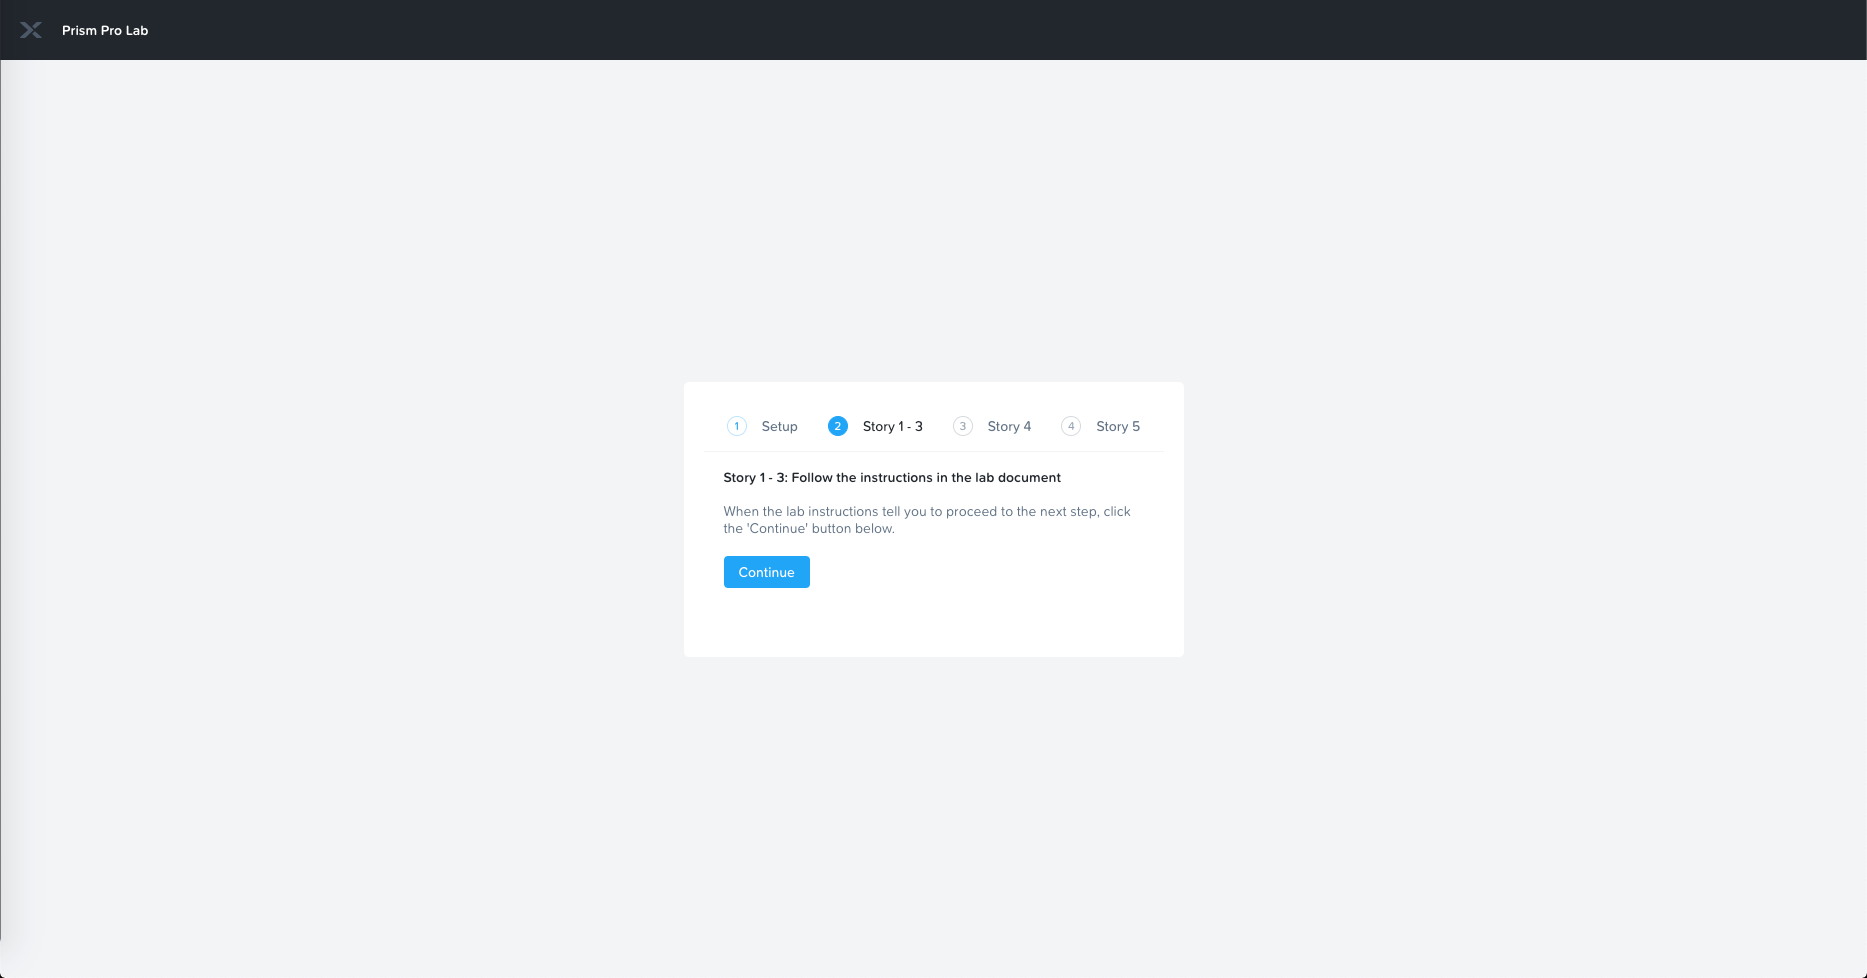 Prism Pro Lab
1 Setup 2 Story 1 - 3 3 Story 4 4 Story 5
Story 1 - 3: Follow the instructions in the lab document
When the lab instructions tell you to proceed to the next step, click
the 'Continue' button below.
Continue